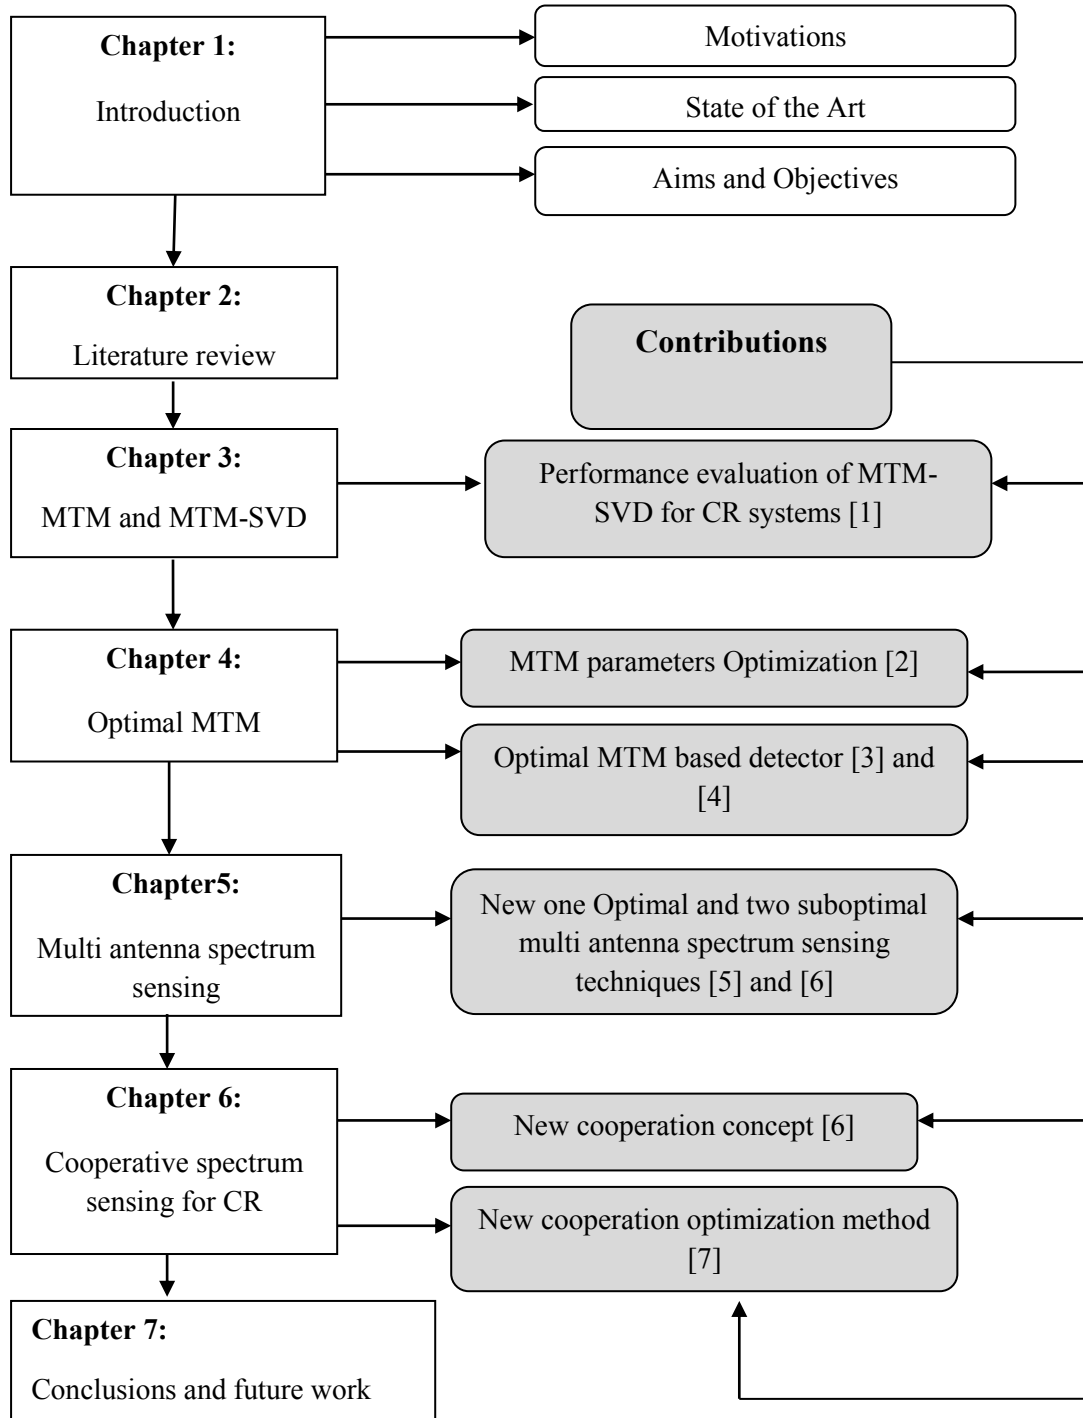 Chapter 1:
Introduction
Motivations
State of the Art
Aims and Objectives
Chapter 2:
Literature review
Contributions
Chapter 3:
MTM and MTM-SVD
Performance evaluation of MTM-
SVD for CR systems [1]
Chapter 4:
Optimal MTM
MTM parameters Optimization [2]
Optimal MTM based detector [3] and
[4]
Chapter5:
Multi antenna spectrum
sensing
New one Optimal and two suboptimal
multi antenna spectrum sensing
techniques [5] and [6]
Chapter 6:
Cooperative spectrum
sensing for CR
New cooperation concept [6]
New cooperation optimization method
[7]
Chapter 7:
Conclusions and future work